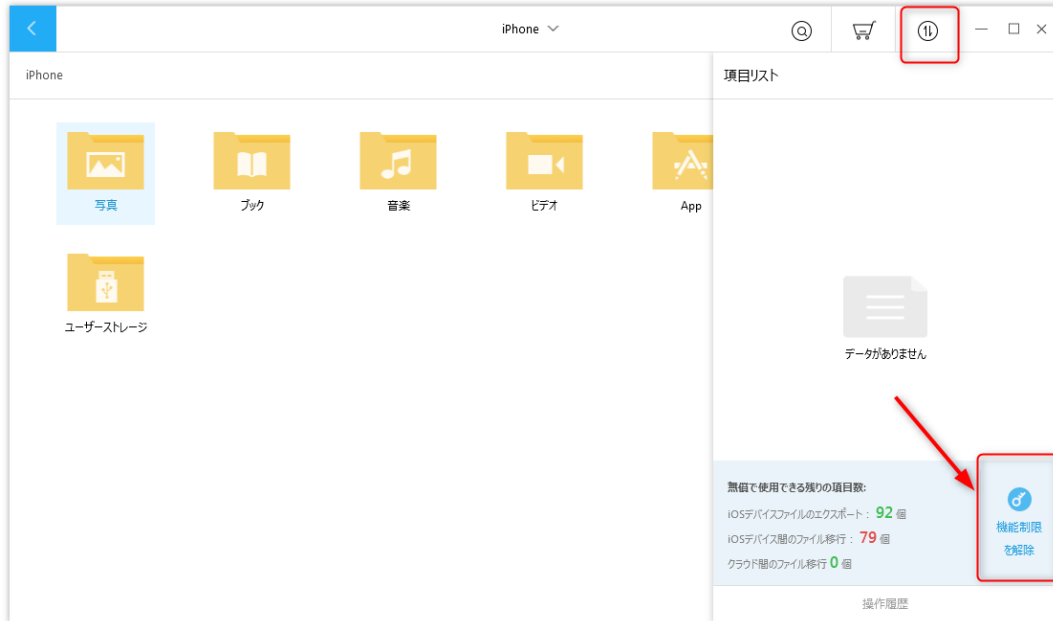 iPhone
iPhone
項目リスト
写真
ブック
音楽
ビデオ
App
ユーザーストレージ
データがありません
無償で使用できる残りの項目数:
iOSデバイスファイルのエクスポート： 92 個
iOSデバイス間のファイル移行： 79 個
クラウド間のファイル移行 0 個
機能制限
を解除
操作履歴